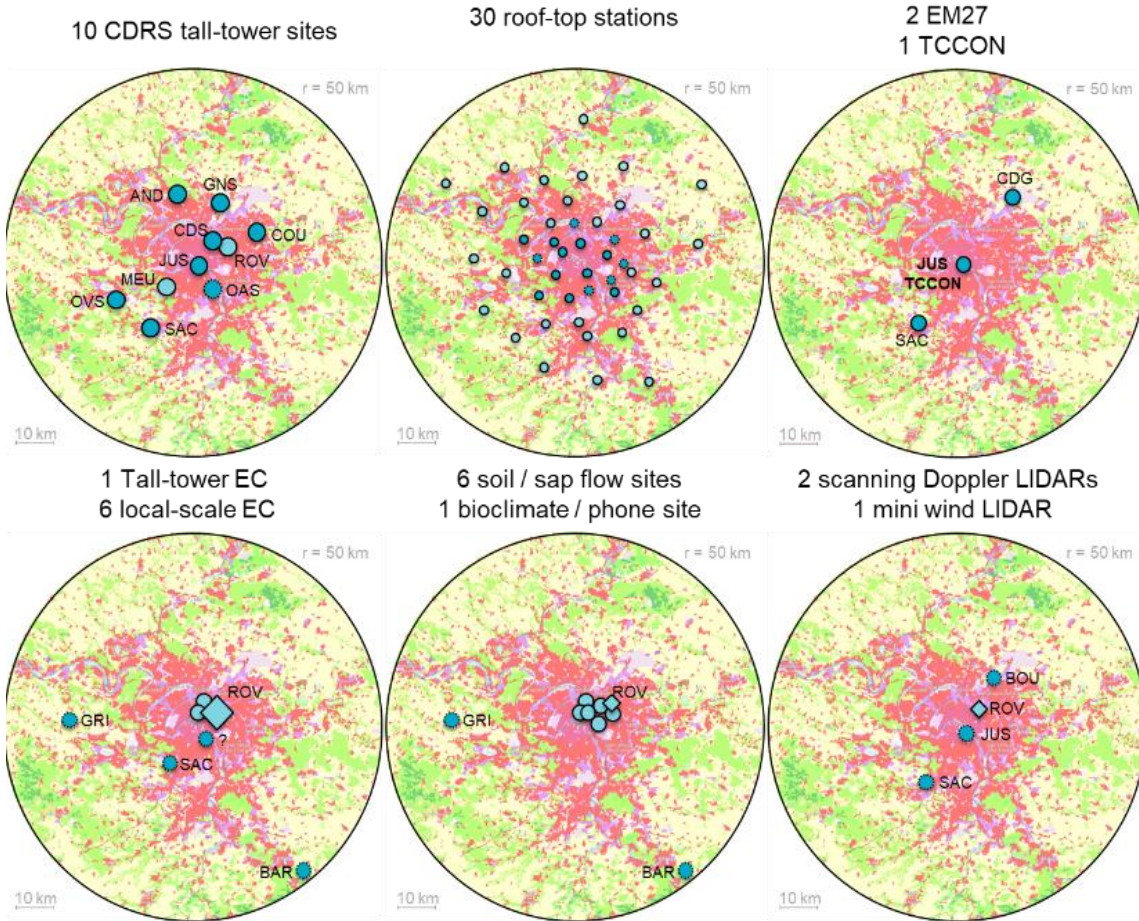 10 CDRS tall-tower sites
30 roof-top stations
2 EM27
1 TCCON
r = 50 km
AND
GNS
CDS
COU
JUS
ROV
MEU
OAS
OVS
SAC
10 km
r = 50 km
10 km
r = 50 km
CDG
JUS
TCCON
SAC
10 km
1 Tall-tower EC
6 local-scale EC
6 soil / sap flow sites
1 bioclimate / phone site
2 scanning Doppler LIDARs
1 mini wind LIDAR
r = 50 km
ROV
GRI
?
SAC
BAR
10 km
r = 50 km
ROV
GRI
BAR
10 km
r = 50 km
BOU
ROV
JUS
SAC
10 km